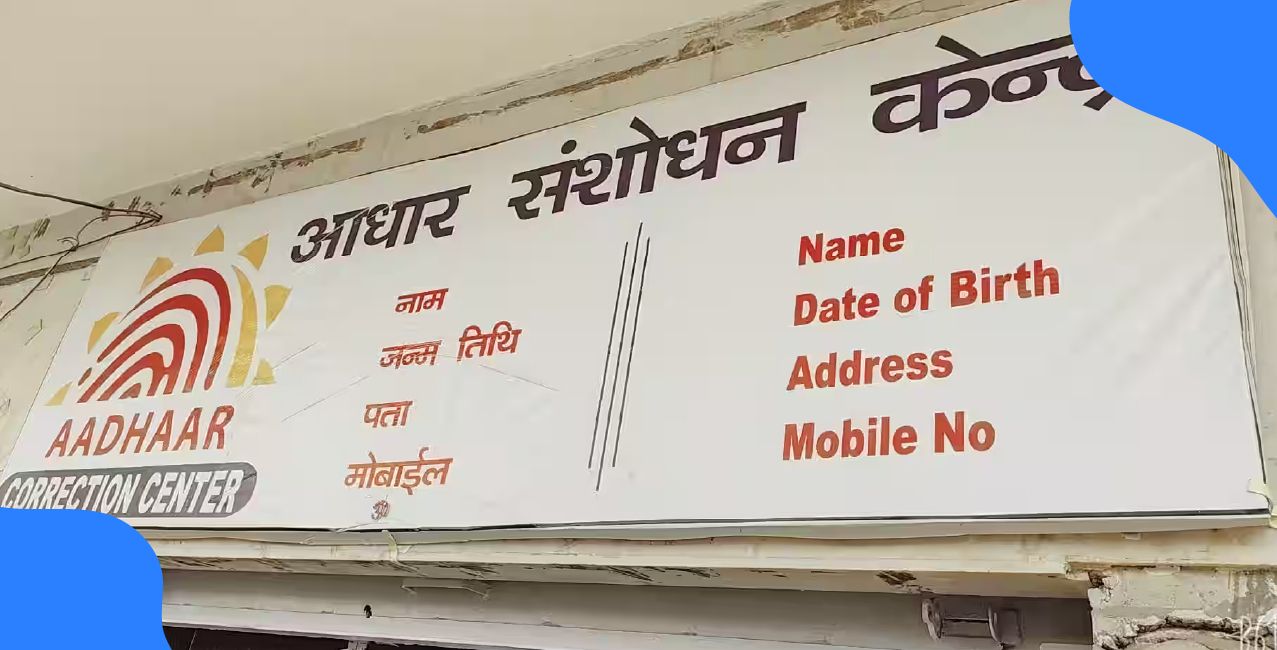 आधार संशोधन केन्द्र
AADHAAR
CORRECTION CENTER
नाम
जन्म तिथि
पता
मोबाईल
Name
Date of Birth
Address
Mobile No